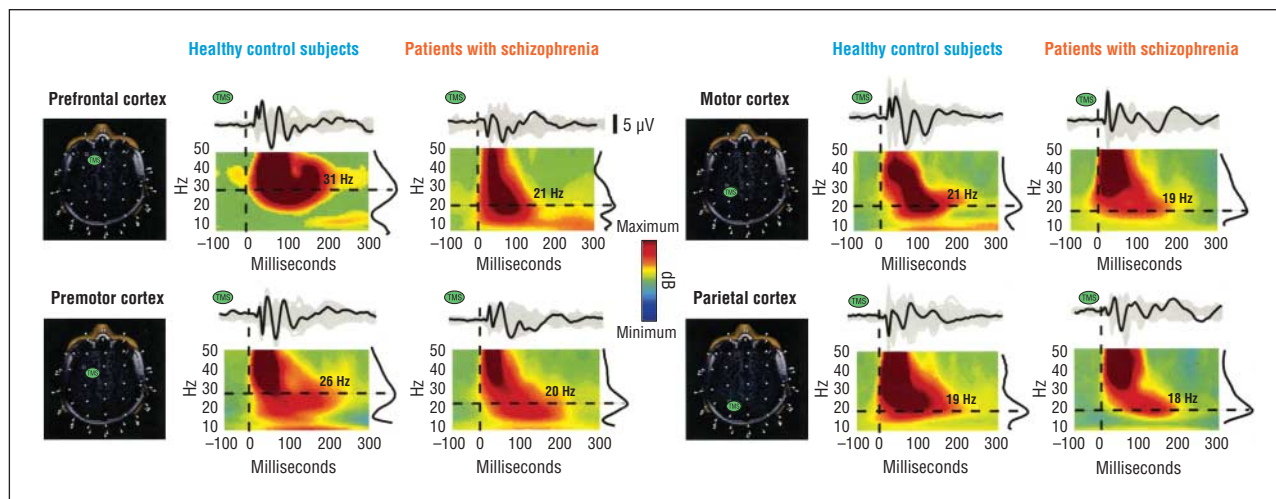 Healthy control subjects
Patients with schizophrenia
Healthy control subjects
Patients with schizophrenia
Prefrontal cortex
TMS
TMS
TMS
5 μV
50
40
30
20
10
Hz
31 Hz
–100 0 100 200 300
Milliseconds
50
40
30
20
10
Hz
21 Hz
–100 0 100 200 300
Milliseconds
Motor cortex
TMS
TMS
TMS
50
40
30
20
10
Hz
21 Hz
–100 0 100 200 300
Milliseconds
50
40
30
20
10
Hz
19 Hz
–100 0 100 200 300
Milliseconds
Maximum
dB
Minimum
Premotor cortex
TMS
TMS
TMS
50
40
30
20
10
Hz
26 Hz
–100 0 100 200 300
Milliseconds
50
40
30
20
10
Hz
20 Hz
–100 0 100 200 300
Milliseconds
Parietal cortex
TMS
TMS
TMS
50
40
30
20
10
Hz
19 Hz
–100 0 100 200 300
Milliseconds
50
40
30
20
10
Hz
18 Hz
–100 0 100 200 300
Milliseconds